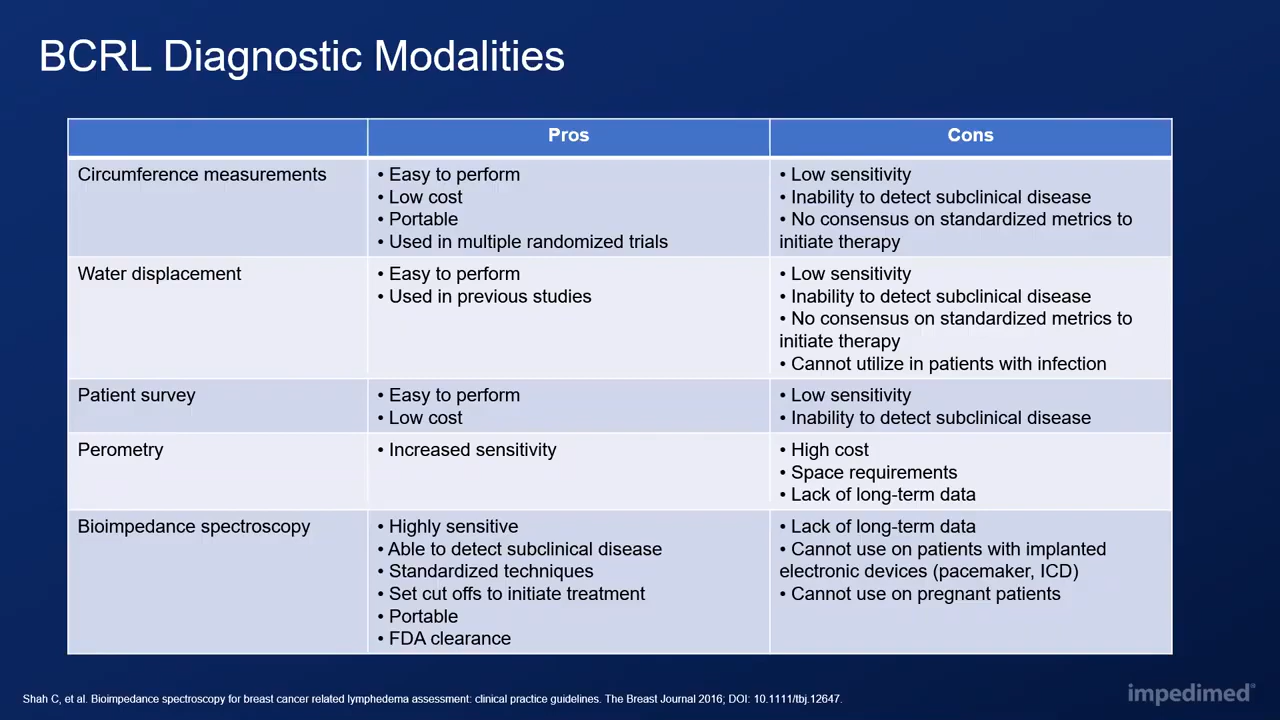 BCRL Diagnostic Modalities
Pros
Cons
Circumference measurements
• Easy to perform
• Low cost
• Portable
• Used in multiple randomized trials
• Low sensitivity
• Inability to detect subclinical disease
• No consensus on standardized metrics to
initiate therapy
Water displacement
• Easy to perform
• Used in previous studies
• Low sensitivity
• Inability to detect subclinical disease
• No consensus on standardized metrics to
initiate therapy
• Cannot utilize in patients with infection
Patient survey
• Easy to perform
• Low cost
• Low sensitivity
• Inability to detect subclinical disease
Perometry
• Increased sensitivity
• High cost
• Space requirements
• Lack of long-term data
Bioimpedance spectroscopy
• Highly sensitive
• Able to detect subclinical disease
• Standardized techniques
• Set cut offs to initiate treatment
• Portable
• FDA clearance
• Lack of long-term data
• Cannot use on patients with implanted
electronic devices (pacemaker, ICD)
• Cannot use on pregnant patients
Shah C, et al. Bioimpedance spectroscopy for breast cancer related lymphedema assessment: clinical practice guidelines. The Breast Journal 2016; DOI: 10.1111/tbj.12647.
impedimed®